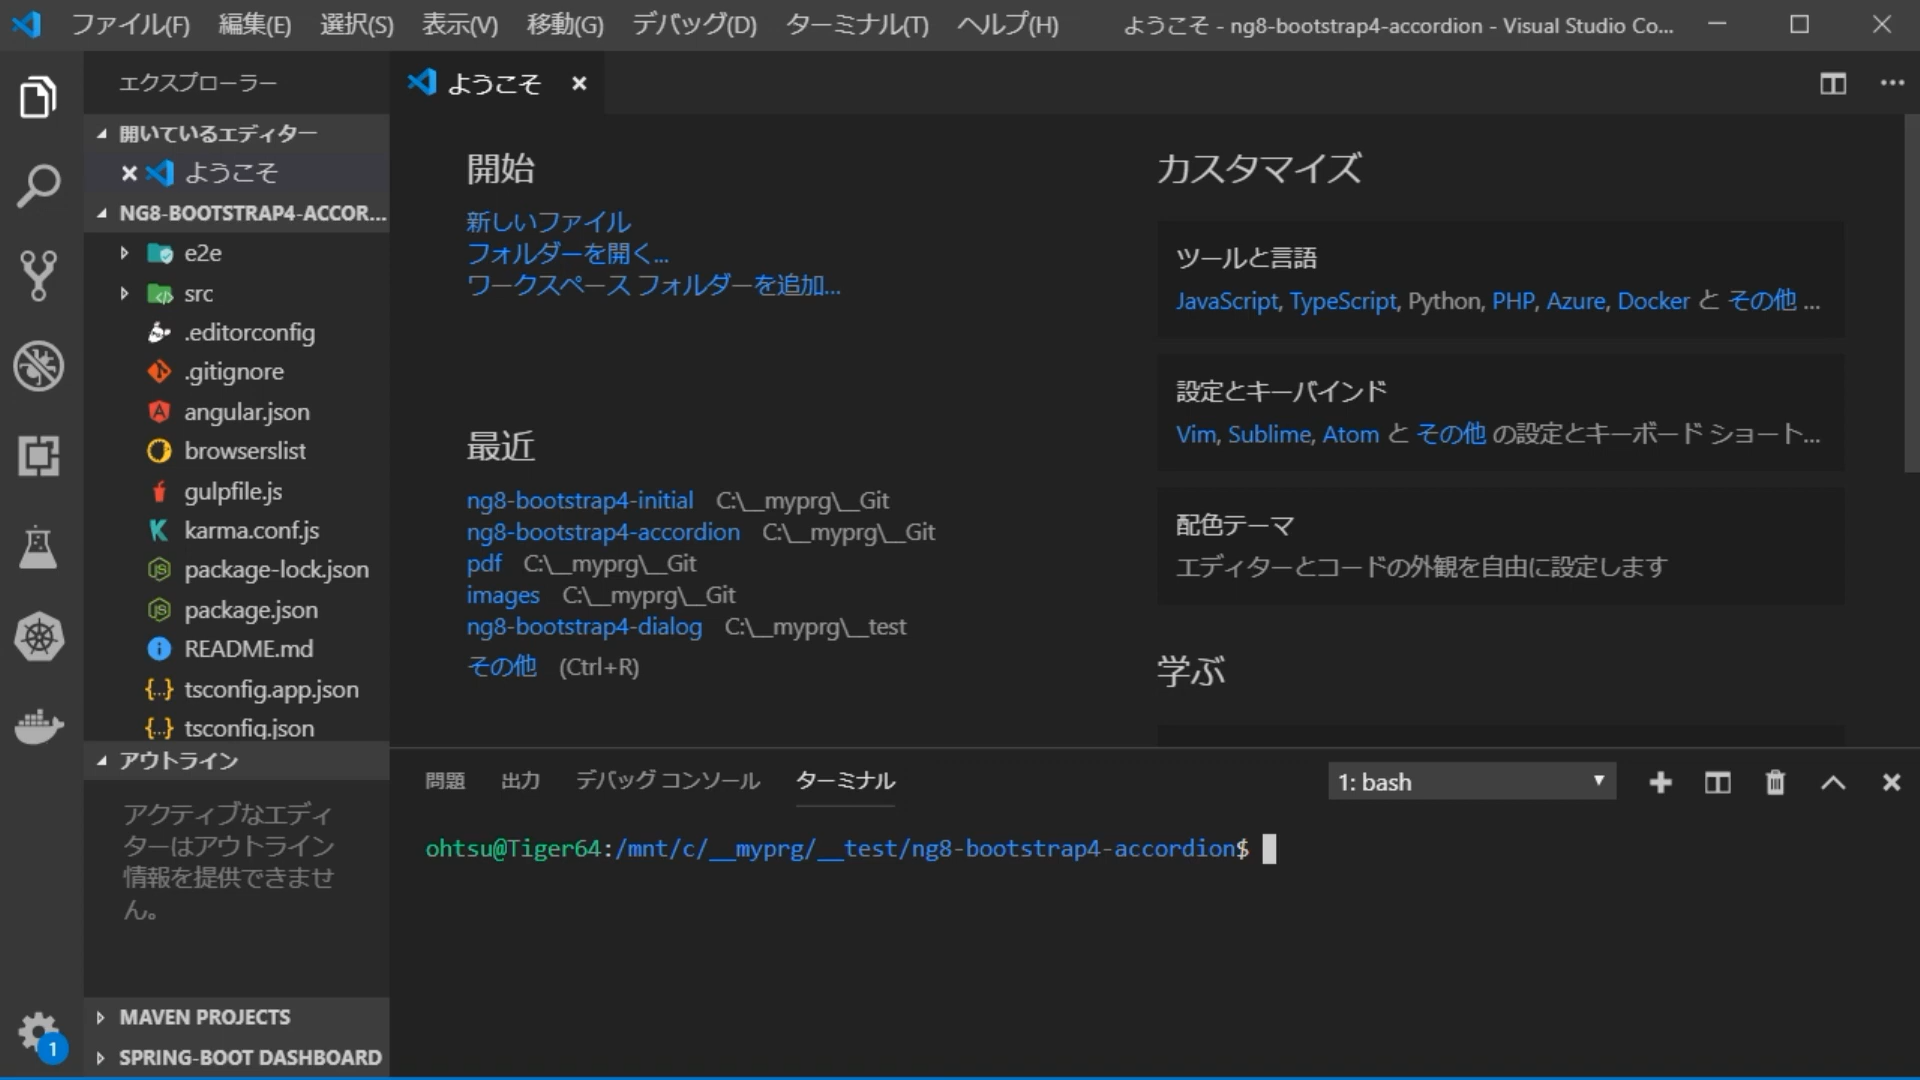 ファイル(F) 編集(E) 選択(S) 表示(V) 移動(G) デバッグ(D) ターミナル(T) ヘルプ(H) ようこそ - ng8-bootstrap4-accordion - Visual Studio Co...
エクスプローラー
開いているエディター
ようこそ
NG8-BOOTSTRAP4-ACCOR...
e2e
src
.editorconfig
.gitignore
angular.json
browserslist
gulpfile.js
karma.conf.js
package-lock.json
package.json
README.md
tsconfig.app.json
tsconfig.json
アウトライン
アクティブなエディ
ターはアウトライン
情報を提供できませ
ん。
MAVEN PROJECTS
SPRING-BOOT DASHBOARD
1
ようこそ
開始
新しいファイル
フォルダーを開く...
ワークスペース フォルダーを追加...
最近
ng8-bootstrap4-initial C:\__myprg\__Git
ng8-bootstrap4-accordion C:\__myprg\__Git
pdf C:\__myprg\__Git
images C:\__myprg\__Git
ng8-bootstrap4-dialog C:\__myprg\__test
その他 (Ctrl+R)
カスタマイズ
ツールと言語
JavaScript, TypeScript, Python, PHP, Azure, Docker と その他 ...
設定とキーバインド
Vim, Sublime, Atom と その他 の設定とキーボード ショート...
配色テーマ
エディターとコードの外観を自由に設定します
学ぶ
問題 出力 デバッグ コンソール ターミナル 1: bash
ohtsu@Tiger64:/mnt/c/__myprg/__test/ng8-bootstrap4-accordion$